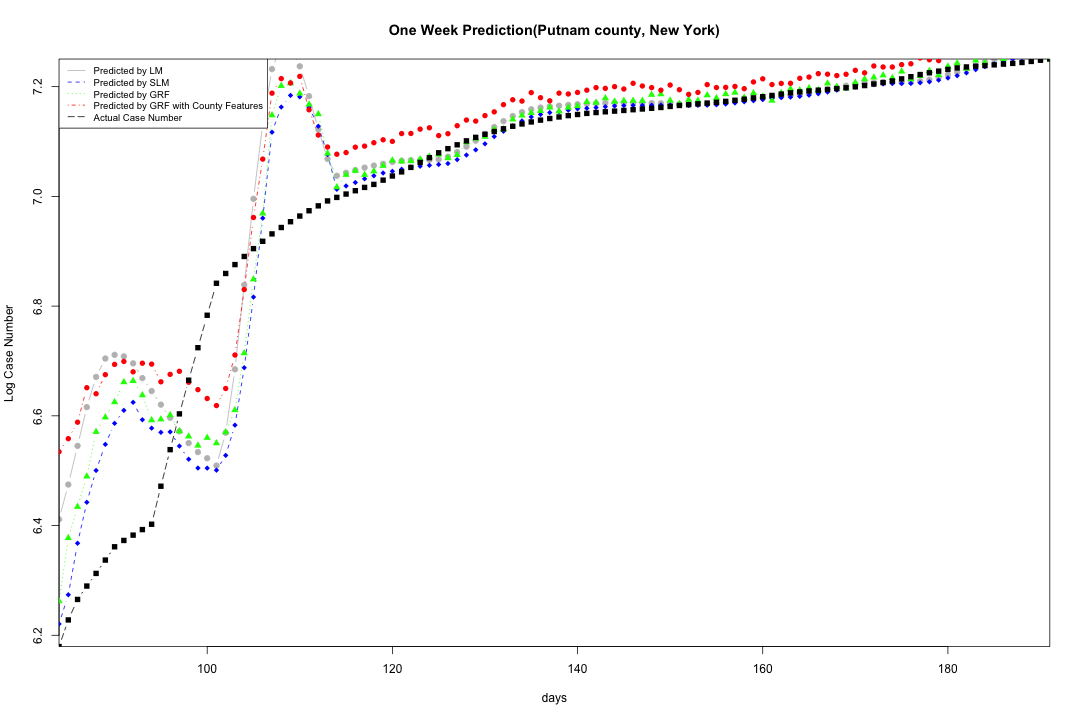 One Week Prediction(Putnam county, New York)
Predicted by LM
Predicted by SLM
Predicted by GRF
Predicted by GRF with County Features
Actual Case Number
Log Case Number
7.2
7.0
6.8
6.6
6.4
6.2
100 120 140 160 180
days